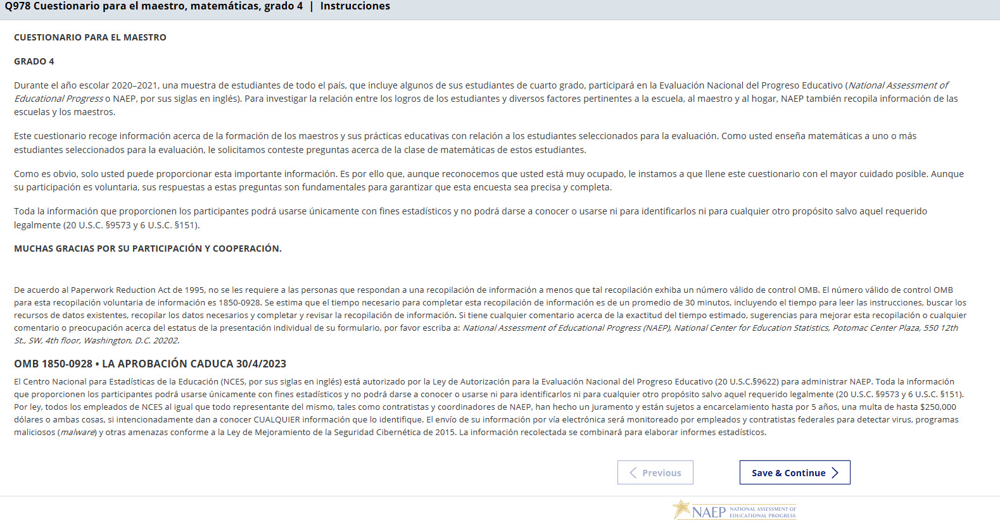 Q978 Cuestionario para el maestro, matemáticas, grado 4 | Instrucciones
CUESTIONARIO PARA EL MAESTRO
GRADO 4
Durante el año escolar 2020–2021, una muestra de estudiantes de todo el país, que incluye algunos de sus estudiantes de cuarto grado, participará en la Evaluación Nacional del Progreso Educativo (National Assessment of
Educational Progress o NAEP, por sus siglas en inglés). Para investigar la relación entre los logros de los estudiantes y diversos factores pertinentes a la escuela, al maestro y al hogar, NAEP también recopila información de las
escuelas y los maestros.
Este cuestionario recoge información acerca de la formación de los maestros y sus prácticas educativas con relación a los estudiantes seleccionados para la evaluación. Como usted enseña matemáticas a uno o más
estudiantes seleccionados para la evaluación, le solicitamos conteste preguntas acerca de la clase de matemáticas de estos estudiantes.
Como es obvio, solo usted puede proporcionar esta importante información. Es por ello que, aunque reconocemos que usted está muy ocupado, le instamos a que llene este cuestionario con el mayor cuidado posible. Aunque
su participación es voluntaria, sus respuestas a estas preguntas son fundamentales para garantizar que esta encuesta sea precisa y completa.
Toda la información que proporcionen los participantes podrá usarse únicamente con fines estadísticos y no podrá darse a conocer o usarse ni para identificarlos ni para cualquier otro propósito salvo aquel requerido
legalmente (20 U.S.C. §9573 y 6 U.S.C. §151).
MUCHAS GRACIAS POR SU PARTICIPACIÓN Y COOPERACIÓN.
De acuerdo al Paperwork Reduction Act de 1995, no se les requiere a las personas que respondan a una recopilación de información a menos que tal recopilación exhiba un número válido de control OMB. El número válido de control OMB
para esta recopilación voluntaria de información es 1850-0928. Se estima que el tiempo necesario para completar esta recopilación de información es de un promedio de 30 minutos, incluyendo el tiempo para leer las instrucciones, buscar los
recursos de datos existentes, recopilar los datos necesarios y completar y revisar la recopilación de información. Si tiene cualquier comentario acerca de la exactitud del tiempo estimado, sugerencias para mejorar esta recopilación o cualquier
comentario o preocupación acerca del estatus de la presentación individual de su formulario, por favor escriba a: National Assessment of Educational Progress (NAEP), National Center for Education Statistics, Potomac Center Plaza, 550 12th
St., SW, 4th floor, Washington, D.C. 20202.
OMB 1850-0928 • LA APROBACIÓN CADUCA 30/4/2023
El Centro Nacional para Estadísticas de la Educación (NCES, por sus siglas en inglés) está autorizado por la Ley de Autorización para la Evaluación Nacional del Progreso Educativo (20 U.S.C.§9622) para administrar NAEP. Toda la información
que proporcionen los participantes podrá usarse únicamente con fines estadísticos y no podrá darse a conocer o usarse ni para identificarlos ni para cualquier otro propósito salvo aquel requerido legalmente (20 U.S.C. §9573 y 6 U.S.C. §151).
Por ley, todos los empleados de NCES al igual que todo representante del mismo, tales como contratistas y coordinadores de NAEP, han hecho un juramento y están sujetos a encarcelamiento hasta por 5 años, una multa de hasta $250,000
dólares o ambas cosas, si intencionadamente dan a conocer CUALQUIER información que lo identifique. El envío de su información por vía electrónica será monitoreado por empleados y contratistas federales para detectar virus, programas
maliciosos (malware) y otras amenazas conforme a la Ley de Mejoramiento de la Seguridad Cibernética de 2015. La información recolectada se combinará para elaborar informes estadísticos.
Previous
Save & Continue
NAEP NATIONAL ASSESSMENT OF
EDUCATIONAL PROGRESS